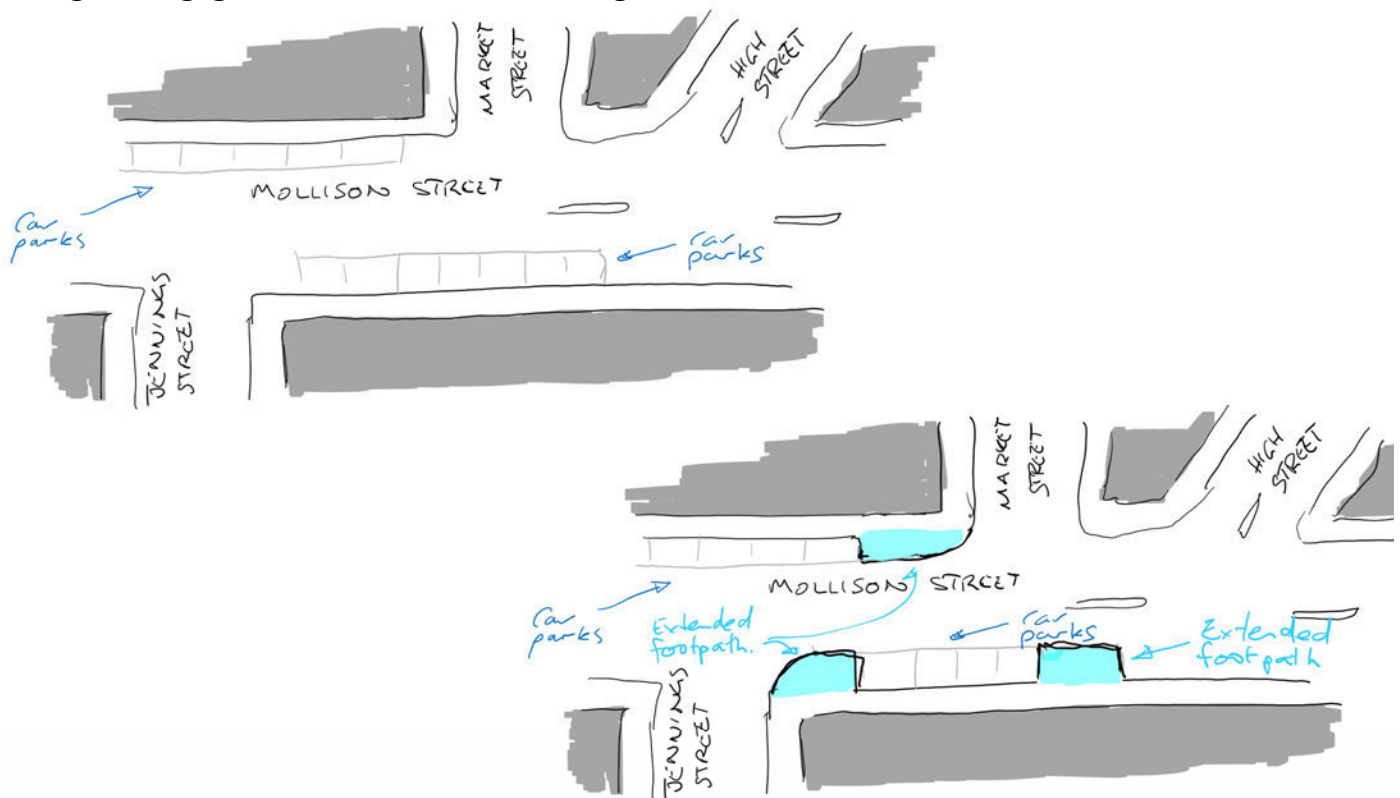 MARKET
STREET
HIGH
STREET
MOLLISON STREET
Car
parks
car
parks
JENNINGS
STREET
MARKET
STREET
HIGH
STREET
MOLLISON STREET
Car
parks
Extended
footpath.
car
parks
Extended
footpath
JENNINGS
STREET